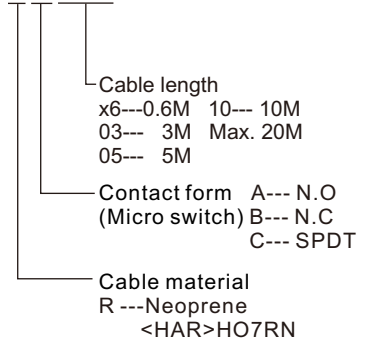 Cable length
x6---0.6M 10--- 10M
03--- 3M Max. 20M
05--- 5M
Contact form A--- N.O
(Micro switch) B--- N.C
C--- SPDT
Cable material
R ---Neoprene
<HAR>HO7RN